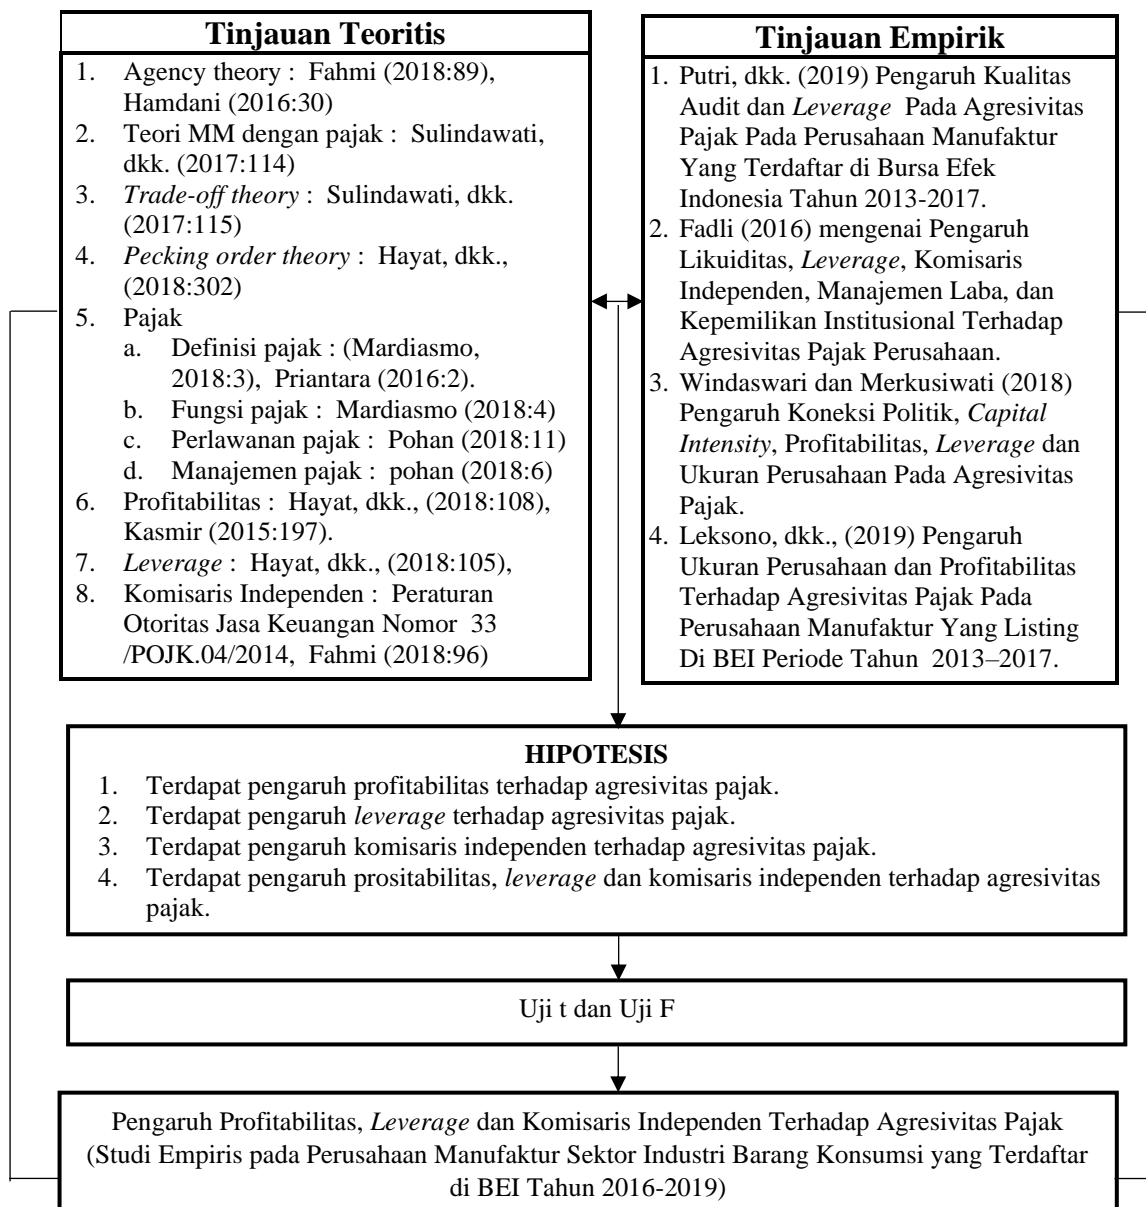 Tinjauan Teoritis
1. Agency theory : Fahmi (2018:89),
Hamdani (2016:30)
2. Teori MM dengan pajak : Sulindawati,
dkk. (2017:114)
3. Trade-off theory : Sulindawati, dkk.
(2017:115)
4. Pecking order theory : Hayat, dkk.,
(2018:302)
5. Pajak
a. Definisi pajak : (Mardiasmo,
2018:3), Priantara (2016:2).
b. Fungsi pajak : Mardiasmo (2018:4)
c. Perlawanan pajak : Pohan (2018:11)
d. Manajemen pajak : pohan (2018:6)
6. Profitabilitas : Hayat, dkk., (2018:108),
Kasmir (2015:197).
7. Leverage : Hayat, dkk., (2018:105),
8. Komisaris Independen : Peraturan
Otoritas Jasa Keuangan Nomor 33
/POJK.04/2014, Fahmi (2018:96)
Tinjauan Empirik
1. Putri, dkk. (2019) Pengaruh Kualitas
Audit dan Leverage Pada Agresivitas
Pajak Pada Perusahaan Manufaktur
Yang Terdaftar di Bursa Efek
Indonesia Tahun 2013-2017.
2. Fadli (2016) mengenai Pengaruh
Likuiditas, Leverage, Komisaris
Independen, Manajemen Laba, dan
Kepemilikan Institusional Terhadap
Agresivitas Pajak Perusahaan.
3. Windaswari dan Merkusiwati (2018)
Pengaruh Koneksi Politik, Capital
Intensity, Profitabilitas, Leverage dan
Ukuran Perusahaan Pada Agresivitas
Pajak.
4. Leksono, dkk., (2019) Pengaruh
Ukuran Perusahaan dan Profitabilitas
Terhadap Agresivitas Pajak Pada
Perusahaan Manufaktur Yang Listing
Di BEI Periode Tahun 2013–2017.
HIPOTESIS
1. Terdapat pengaruh profitabilitas terhadap agresivitas pajak.
2. Terdapat pengaruh leverage terhadap agresivitas pajak.
3. Terdapat pengaruh komisaris independen terhadap agresivitas pajak.
4. Terdapat pengaruh prositabilitas, leverage dan komisaris independen terhadap agresivitas
pajak.
Uji t dan Uji F
Pengaruh Profitabilitas, Leverage dan Komisaris Independen Terhadap Agresivitas Pajak
(Studi Empiris pada Perusahaan Manufaktur Sektor Industri Barang Konsumsi yang Terdaftar
di BEI Tahun 2016-2019)